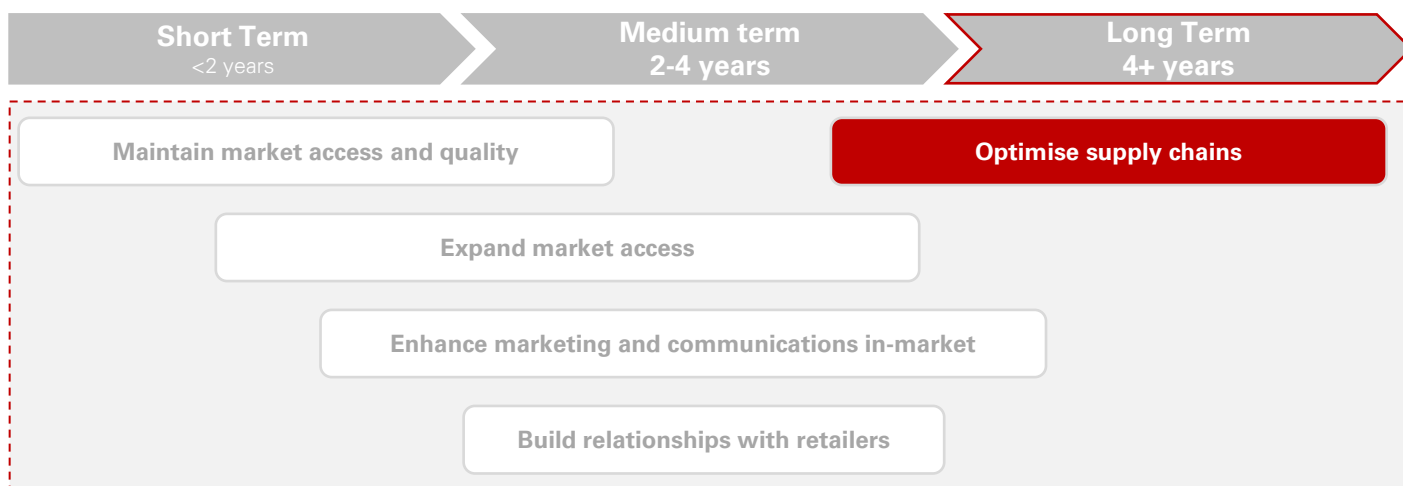 Short Term
<2 years
Medium term
2-4 years
Long Term
4+ years
Maintain market access and quality
Optimise supply chains
Expand market access
Enhance marketing and communications in-market
Build relationships with retailers